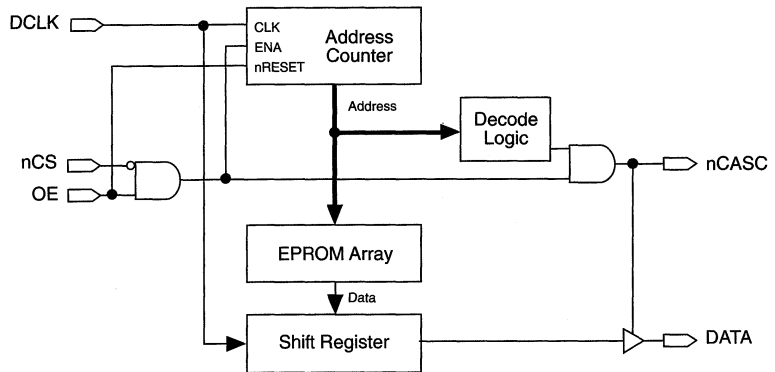 DCLK
CLK
ENA
nRESET
Address
Counter
Address
Decode
Logic
nCS
OE
nCASC
EPROM Array
Data
Shift Register
DATA